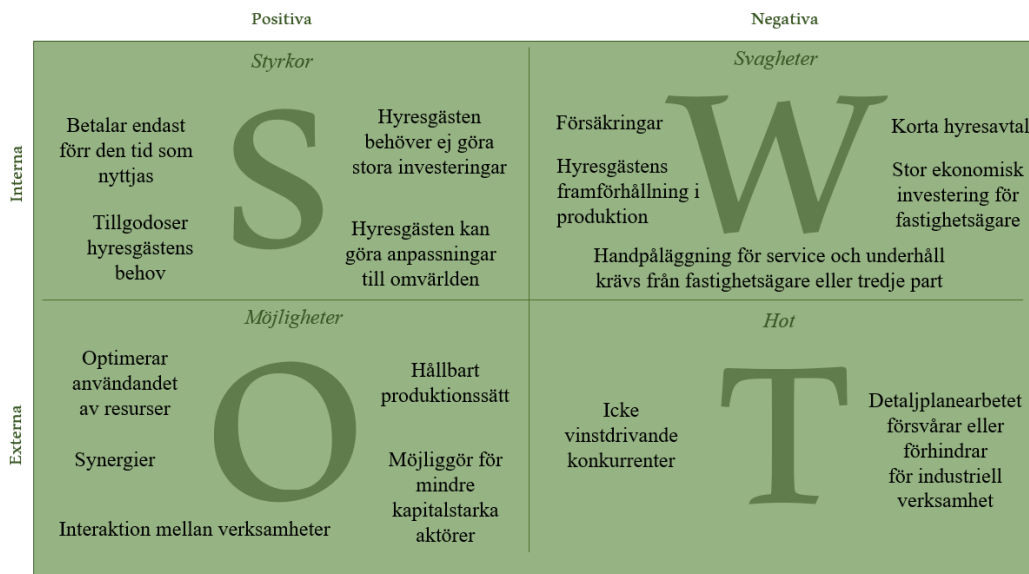 Positiva
Negativa
Interna
Styrkor
S
Betalar endast
förr den tid som
nyttjas
Hyresgästen
behöver ej göra
stora investeringar
Tillgodoser
hyresgästens
behov
Hyresgästen kan
göra anpassningar
till omvärlden
Svagheter
W
Försäkringar
Korta hyresavtal
Hyresgästens
framförhållning i
produktion
Stor ekonomisk
investering för
fastighetsägare
Handpåläggning för service och underhåll
krävs från fastighetsägare eller tredje part
Externa
Möjligheter
O
Optimerar
användandet
av resurser
Hållbart
produktionssätt
Synergier
Möjliggör för
mindre
kapitalstarka
aktörer
Interaktion mellan verksamheter
Hot
T
Icke
vinstdrivande
konkurrenter
Detaljplanearbetet
försvårar eller
förhindrar
för industriell
verksamhet